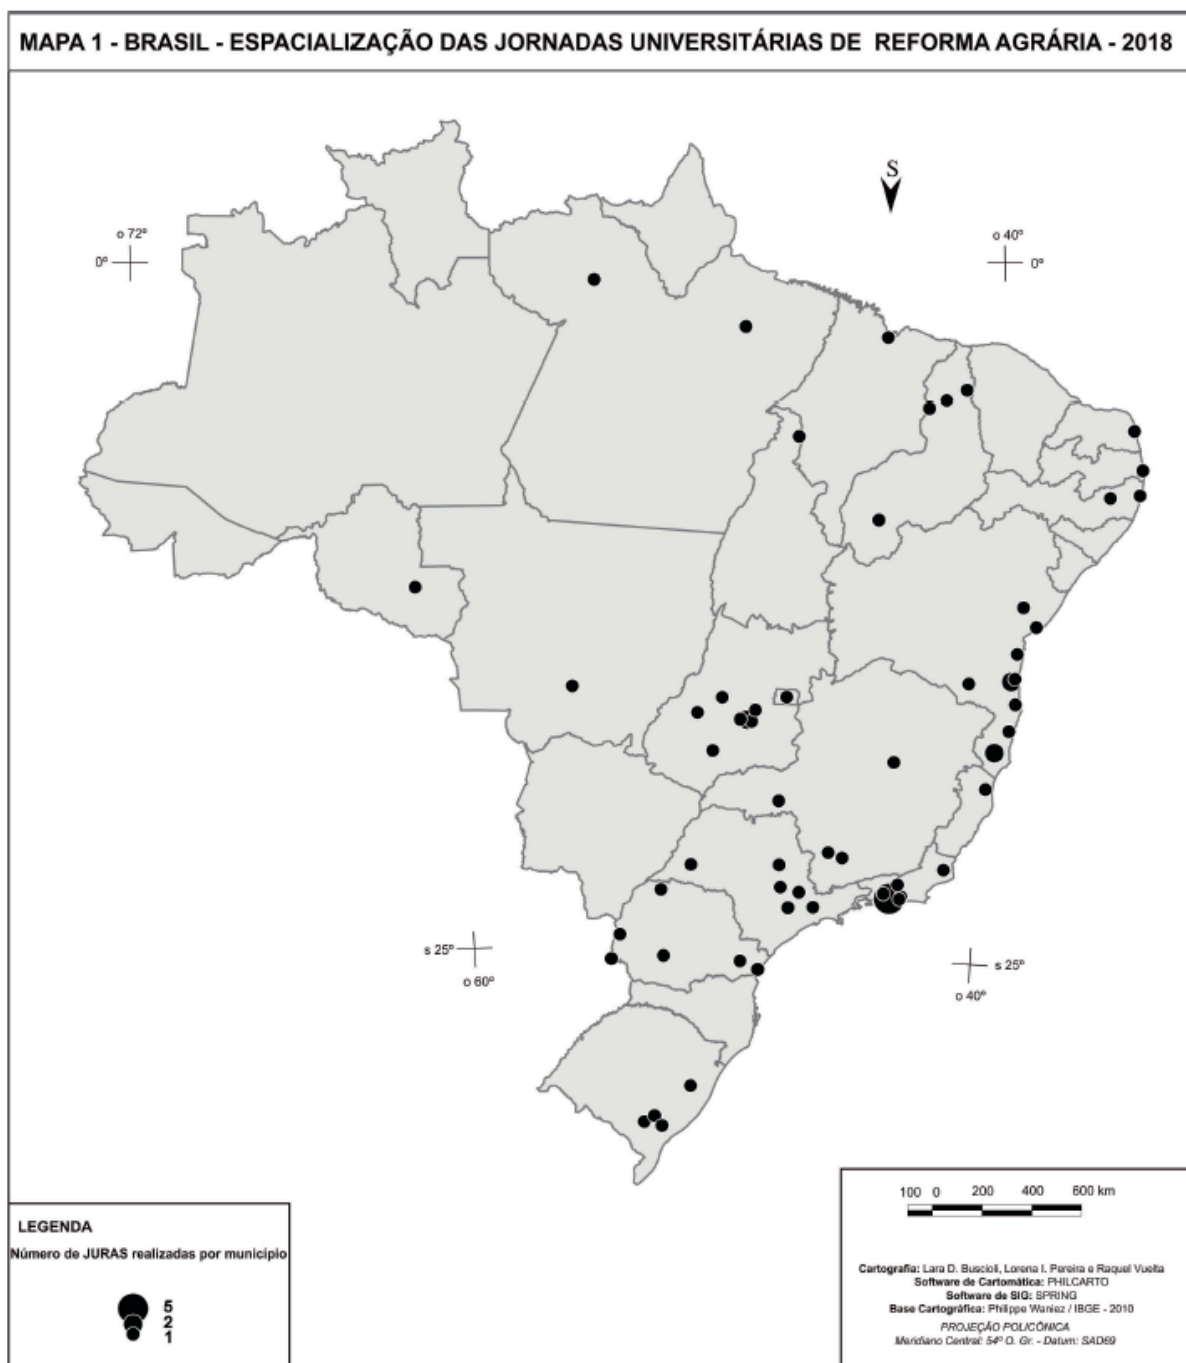 MAPA 1 - BRASIL - ESPACIALIZAÇÃO DAS JORNADAS UNIVERSITÁRIAS DE REFORMA AGRÁRIA - 2018
S
o 72º
0º
o 40º
0º
s 25º
o 60º
s 25º
o 40º
LEGENDA
Número de JURAS realizadas por município
5
2
1
100 0 200 400 600 km
Cartografia: Lara D. Buscioli, Lorena I. Pereira e Raquel Vuelta
Software de Cartomática: PHILCARTO
Software de SIG: SPRING
Base Cartográfica: Philippe Waniez / IBGE - 2010
PROJEÇÃO POLICÔNICA
Meridiano Central: 54º O. Gr. - Datum: SAD69